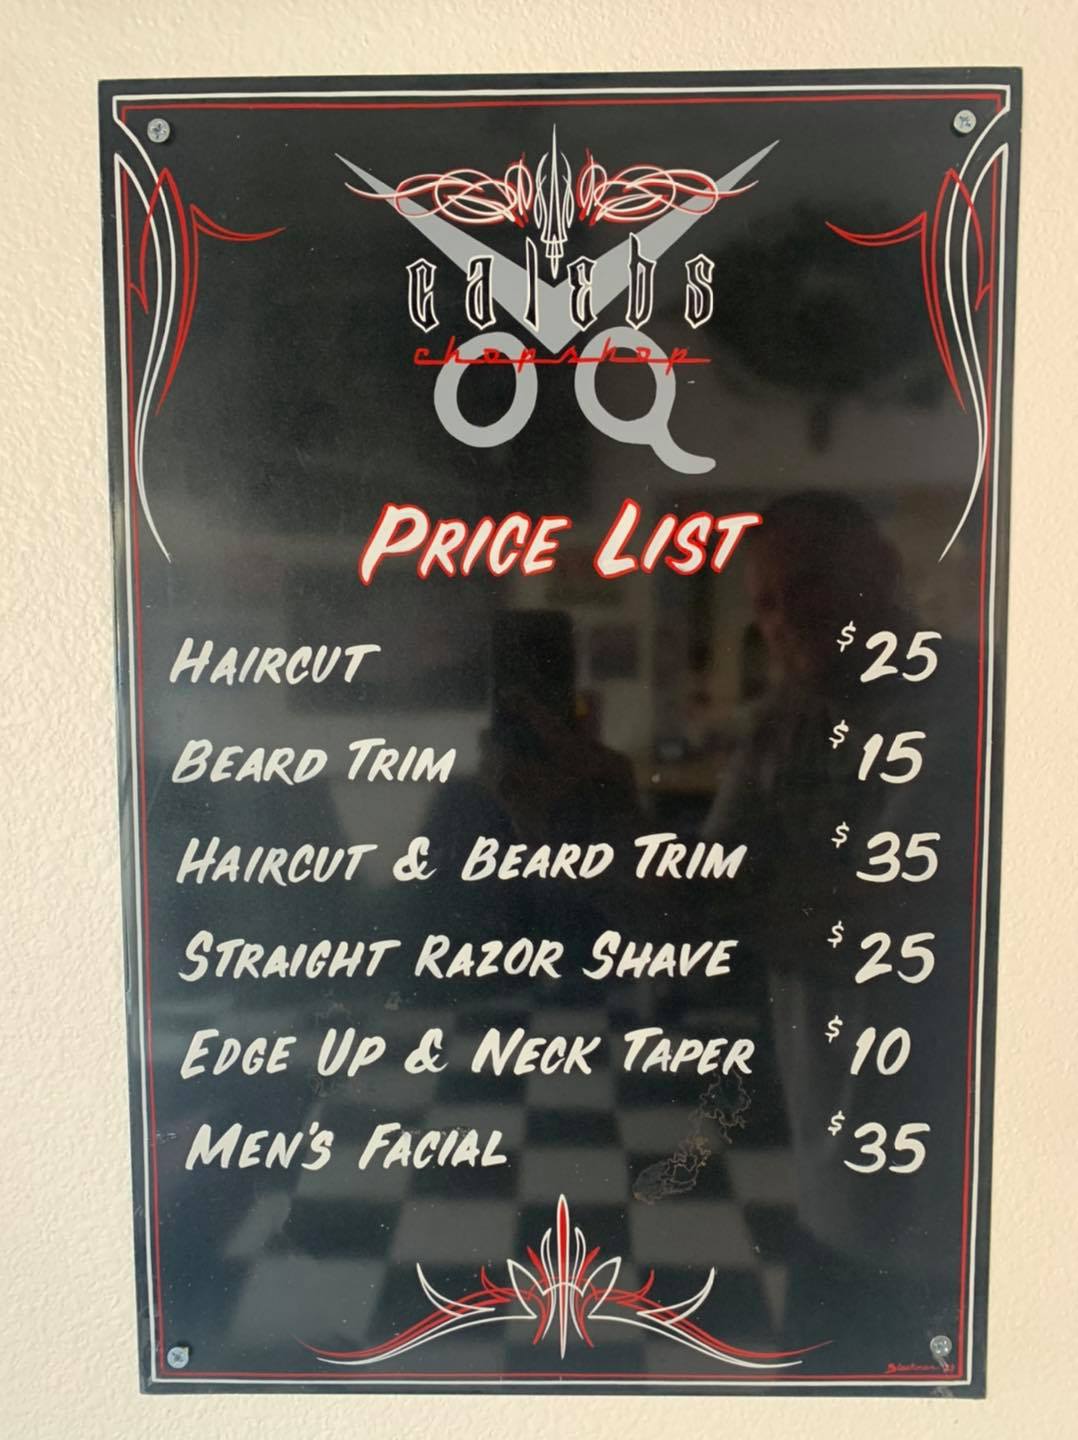 calebs
chopshop
PRICE LIST
HAIRCUT $25
BEARD TRIM $15
HAIRCUT & BEARD TRIM $35
STRAIGHT RAZOR SHAVE $25
EDGE UP & NECK TAPER $10
MEN'S FACIAL $35